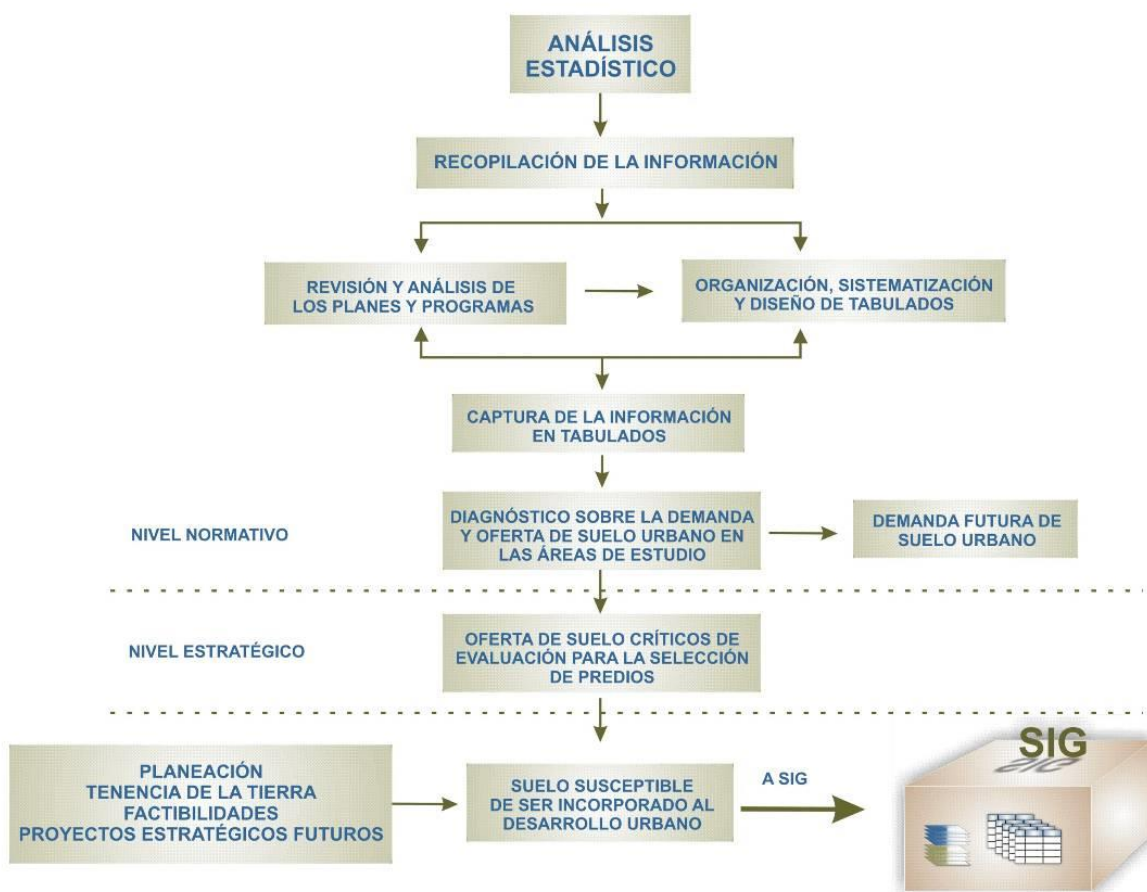 ANÁLISIS
ESTADÍSTICO
RECOPILACIÓN DE LA INFORMACIÓN
REVISIÓN Y ANÁLISIS DE
LOS PLANES Y PROGRAMAS
ORGANIZACIÓN, SISTEMATIZACIÓN
Y DISEÑO DE TABULADOS
CAPTURA DE LA INFORMACIÓN
EN TABULADOS
NIVEL NORMATIVO
DIAGNÓSTICO SOBRE LA DEMANDA
Y OFERTA DE SUELO URBANO EN
LAS ÁREAS DE ESTUDIO
DEMANDA FUTURA DE
SUELO URBANO
NIVEL ESTRATÉGICO
OFERTA DE SUELO CRÍTICOS DE
EVALUACIÓN PARA LA SELECCIÓN
DE PREDIOS
PLANEACIÓN
TENENCIA DE LA TIERRA
FACTIBILIDADES
PROYECTOS ESTRATÉGICOS FUTUROS
SUELO SUSCEPTIBLE
DE SER INCORPORADO AL
DESARROLLO URBANO
A SIG
SIG